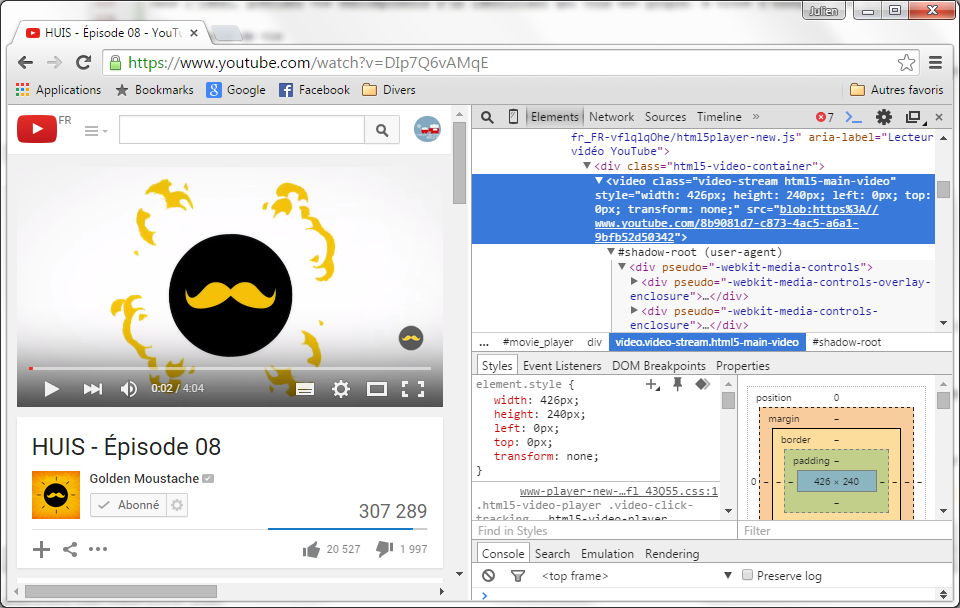 Julien
HUIS - Épisode 08 - YouTu
https://www.youtube.com/watch?v=DIp7Q6vAMqE
Applications Bookmarks Google Facebook Divers Autres favoris
FR
Elements Network Sources Timeline » 7
fr_FR-vflqlqOhe/html5player-new.js" aria-label="Lecteur
vidéo YouTube">
<div class="html5-video-container">
<video class="video-stream html5-main-video"
style="width: 426px; height: 240px; left: 0px; top:
0px; transform: none;" src="blob:https%3A//
www.youtube.com/8b9081d7-c873-4ac5-a6a1-
9bfb52d50342">
#shadow-root (user-agent)
<div pseudo="-webkit-media-controls">
<div pseudo="-webkit-media-controls-overlay-
enclosure">…</div>
<div pseudo="-webkit-media-controls-
enclosure">…</div>
... #movie_player div video.video-stream.html5-main-video #shadow-root
Styles Event Listeners DOM Breakpoints Properties
element.style {
width: 426px;
height: 240px;
left: 0px;
top: 0px;
transform: none;
}
www-player-new-…fl_43Q55.css:1
.html5-video-player .video-click-
tracking, .html5-video-player
Find in Styles
position 0
margin –
border –
padding –
0 – – – 426 × 240 – – –
Filter
0:02 / 4:04
HUIS - Épisode 08
Golden Moustache
Abonné
307 289
20 527 1 997
Console Search Emulation Rendering
<top frame> Preserve log